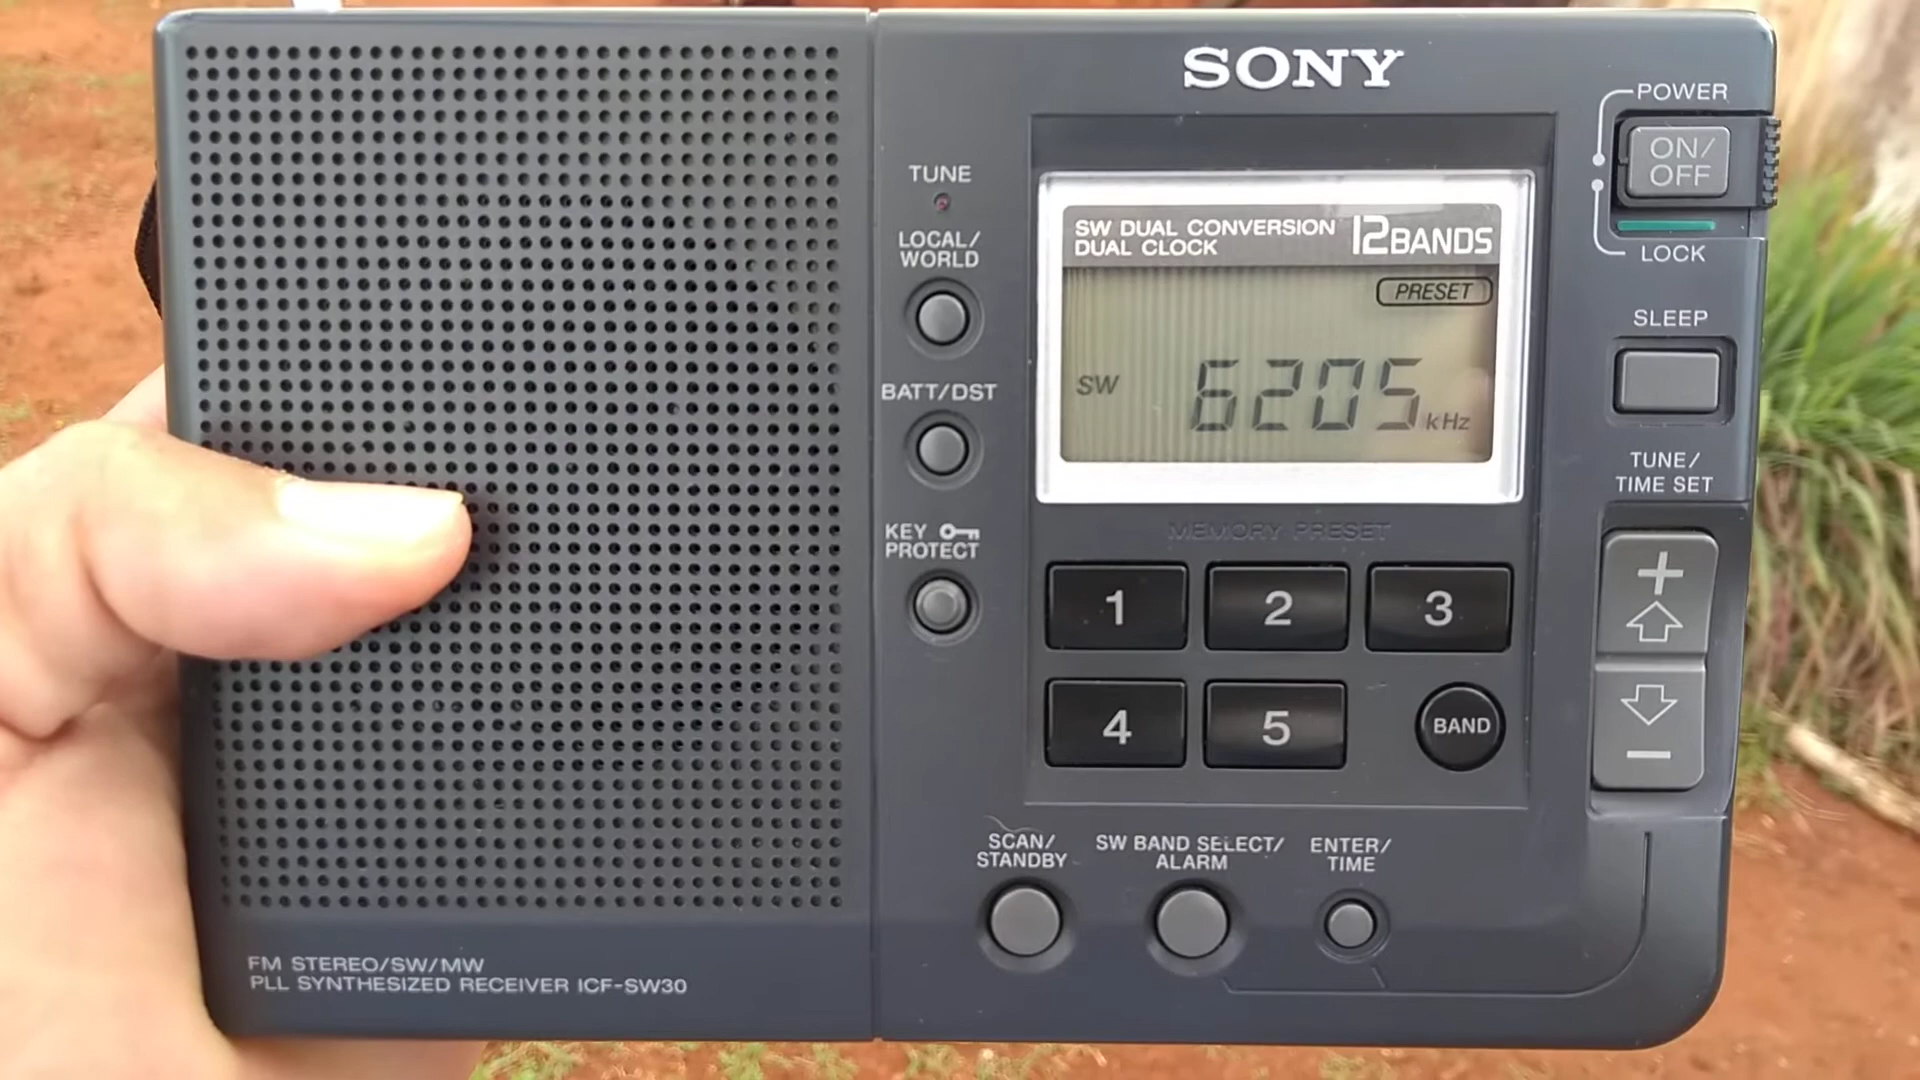 SONY
POWER
ON/
OFF
LOCK
TUNE
LOCAL/
WORLD
SW DUAL CONVERSION
DUAL CLOCK
12BANDS
PRESET
SW
6205
kHz
SLEEP
BATT/DST
TUNE/
TIME SET
KEY
PROTECT
MEMORY PRESET
1
2
3
+
4
5
BAND
−
SCAN/
STANDBY
SW BAND SELECT/
ALARM
ENTER/
TIME
FM STEREO/SW/MW
PLL SYNTHESIZED RECEIVER ICF-SW30